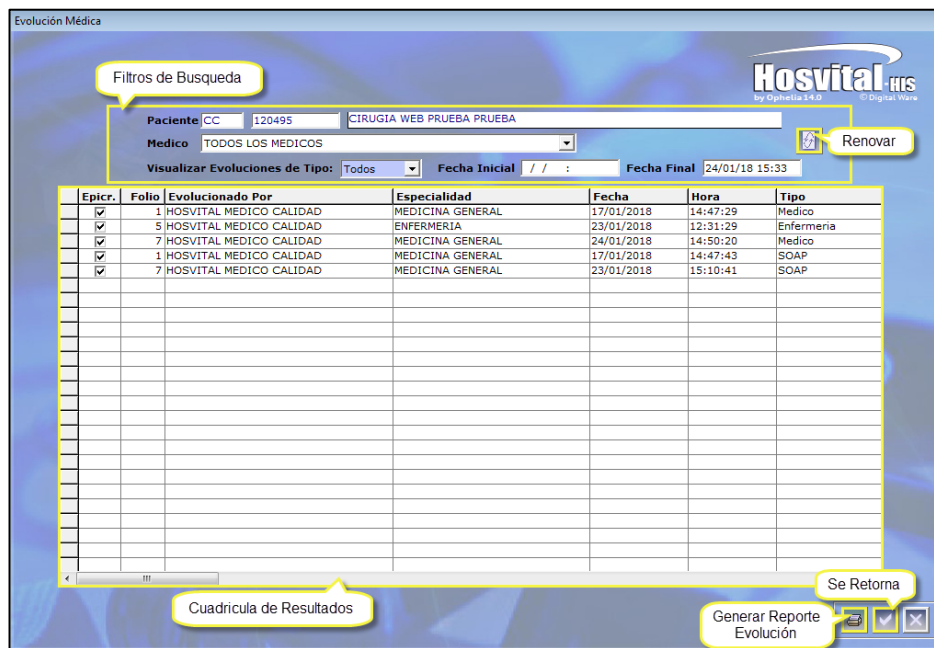 Evolución Médica
Filtros de Busqueda
Hosvital-HIS
by Ophelia 14.0 © Digital Ware
Paciente CC 120495 CIRUGIA WEB PRUEBA PRUEBA
Medico TODOS LOS MEDICOS
Renovar
Visualizar Evoluciones de Tipo: Todos Fecha Inicial / / : Fecha Final 24/01/18 15:33
Epicr. Folio Evolucionado Por Especialidad Fecha Hora Tipo
1 HOSVITAL MEDICO CALIDAD MEDICINA GENERAL 17/01/2018 14:47:29 Medico
5 HOSVITAL MEDICO CALIDAD ENFERMERIA 23/01/2018 12:31:29 Enfermeria
7 HOSVITAL MEDICO CALIDAD MEDICINA GENERAL 24/01/2018 14:50:20 Medico
1 HOSVITAL MEDICO CALIDAD MEDICINA GENERAL 17/01/2018 14:47:43 SOAP
7 HOSVITAL MEDICO CALIDAD MEDICINA GENERAL 23/01/2018 15:10:41 SOAP
Se Retorna
Cuadricula de Resultados
Generar Reporte
Evolución